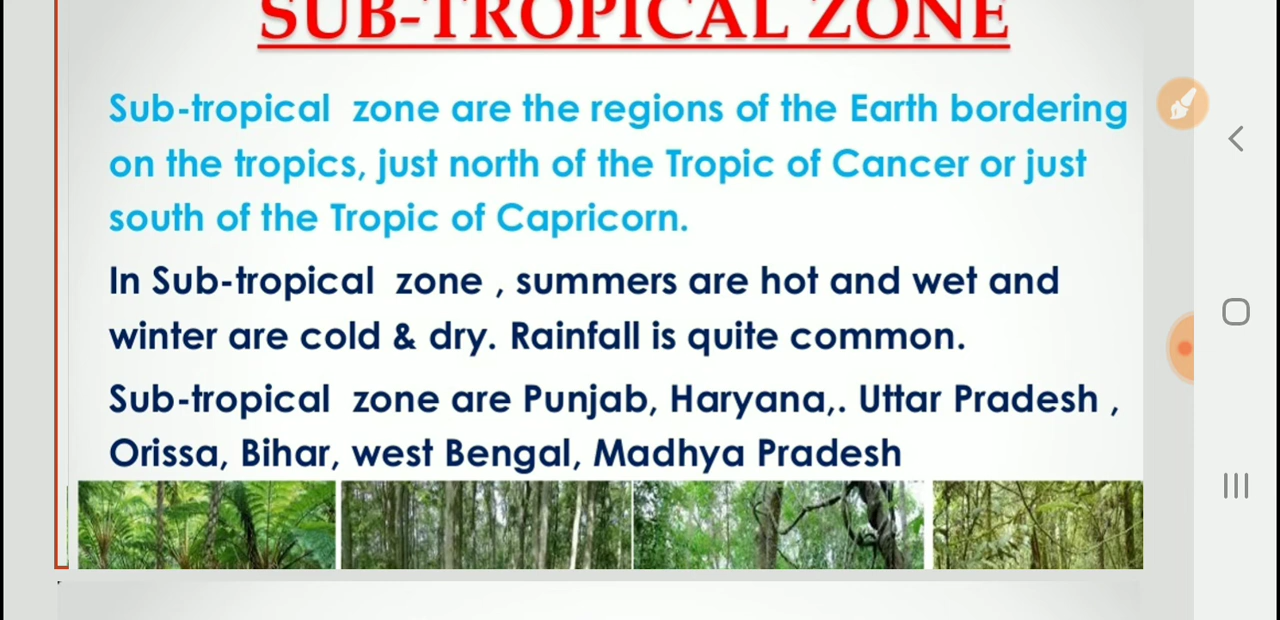 SUB-TROPICAL ZONE
Sub-tropical zone are the regions of the Earth bordering
on the tropics, just north of the Tropic of Cancer or just
south of the Tropic of Capricorn.
In Sub-tropical zone , summers are hot and wet and
winter are cold & dry. Rainfall is quite common.
Sub-tropical zone are Punjab, Haryana,. Uttar Pradesh ,
Orissa, Bihar, west Bengal, Madhya Pradesh